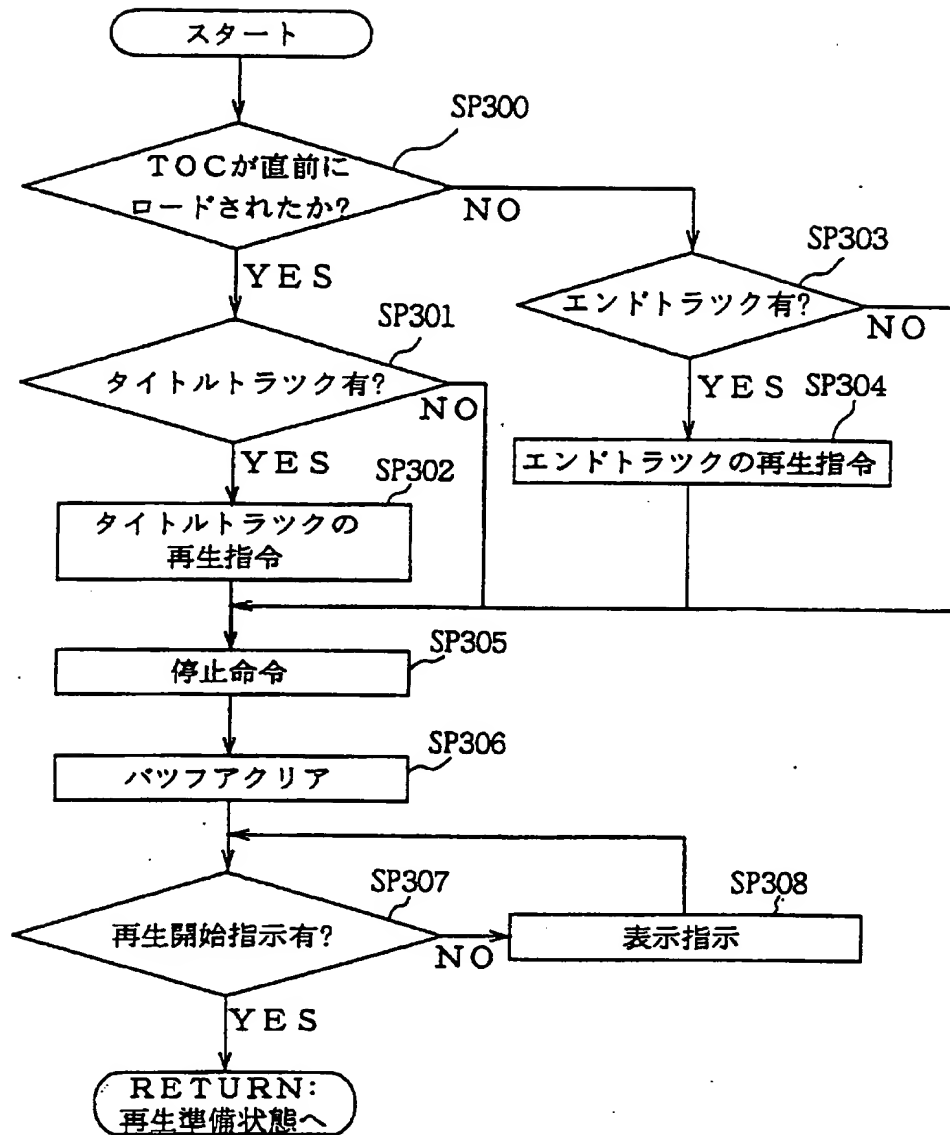 スタート
SP300
TOCが直前に
ロードされたか?
NO
YES
SP303
エンドトラック有?
NO
YES
SP301
タイトルトラツク有?
NO
YES
SP304
エンドトラツクの再生指令
SP302
タイトルトラツクの
再生指令
SP305
停止命令
SP306
バツフアクリア
SP307
再生開始指示有?
NO
YES
SP308
表示指示
RETURN:
再生準備状態へ